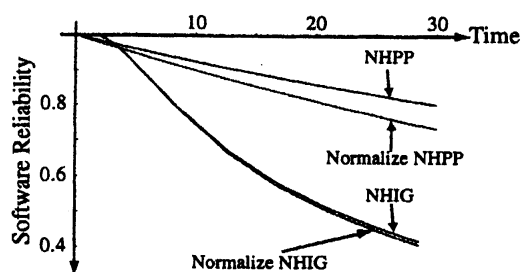 10 20 30 Time
NHPP
0.8
Normalize NHPP
0.6
NHIG
0.4
Normalize NHIG
Software Reliability